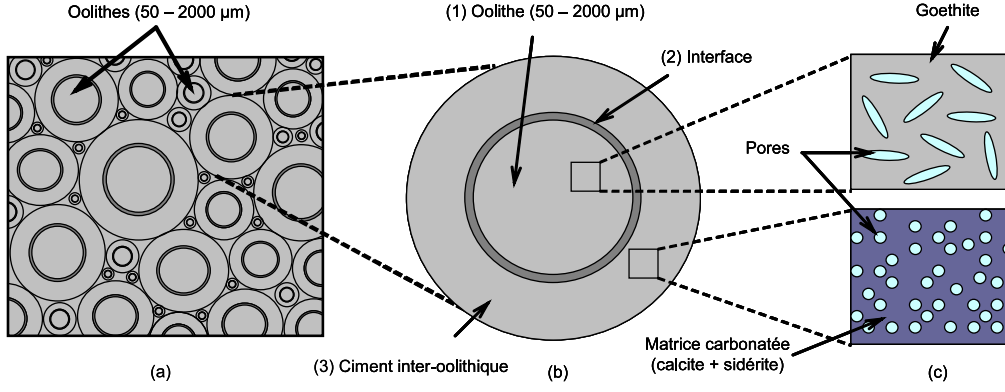 Oolithes (50 – 2000 µm)
(1) Oolithe (50 – 2000 µm)
Goethite
(2) Interface
Pores
Matrice carbonatée
(calcite + sidérite)
(3) Ciment inter-oolithique
(a)
(b)
(c)